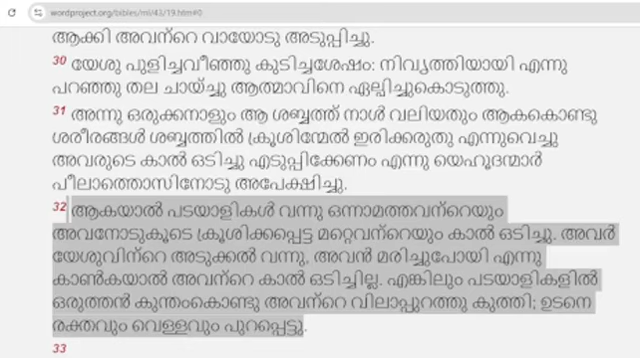 wordproject.org/bibles/ml/43/19.htm#0
ആക്കി അവന്റെ വായോടു അടുപ്പിച്ചു.
30 യേശു പുളിച്ചവീഞ്ഞു കുടിച്ചശേഷം: നിവൃത്തിയായി എന്നു
പറഞ്ഞു തല ചായ്ച്ചു ആത്മാവിനെ ഏല്പിച്ചുകൊടുത്തു.
31 അന്നു ഒരുക്കനാളും ആ ശബ്ബത്ത് നാൾ വലിയതും ആകകൊണ്ടു
ശരീരങ്ങൾ ശബ്ബത്തിൽ ക്രൂശിന്മേൽ ഇരിക്കരുതു എന്നുവെച്ചു
അവരുടെ കാൽ ഒടിച്ചു എടുപ്പിക്കേണം എന്നു യെഹൂദന്മാർ
പീലാത്തൊസിനോടു അപേക്ഷിച്ചു.
32 ആകയാൽ പടയാളികൾ വന്നു ഒന്നാമത്തവന്റെയും
അവനോടുകൂടെ ക്രൂശിക്കപ്പെട്ട മറ്റെവന്റെയും കാൽ ഒടിച്ചു. അവർ
യേശുവിന്റെ അടുക്കൽ വന്നു, അവൻ മരിച്ചുപോയി എന്നു
കാൺകയാൽ അവന്റെ കാൽ ഒടിച്ചില്ല. എങ്കിലും പടയാളികളിൽ
ഒരുത്തൻ കുന്തംകൊണ്ടു അവന്റെ വിലാപ്പുറത്തു കുത്തി; ഉടനെ
രക്തവും വെള്ളവും പുറപ്പെട്ടു.
33